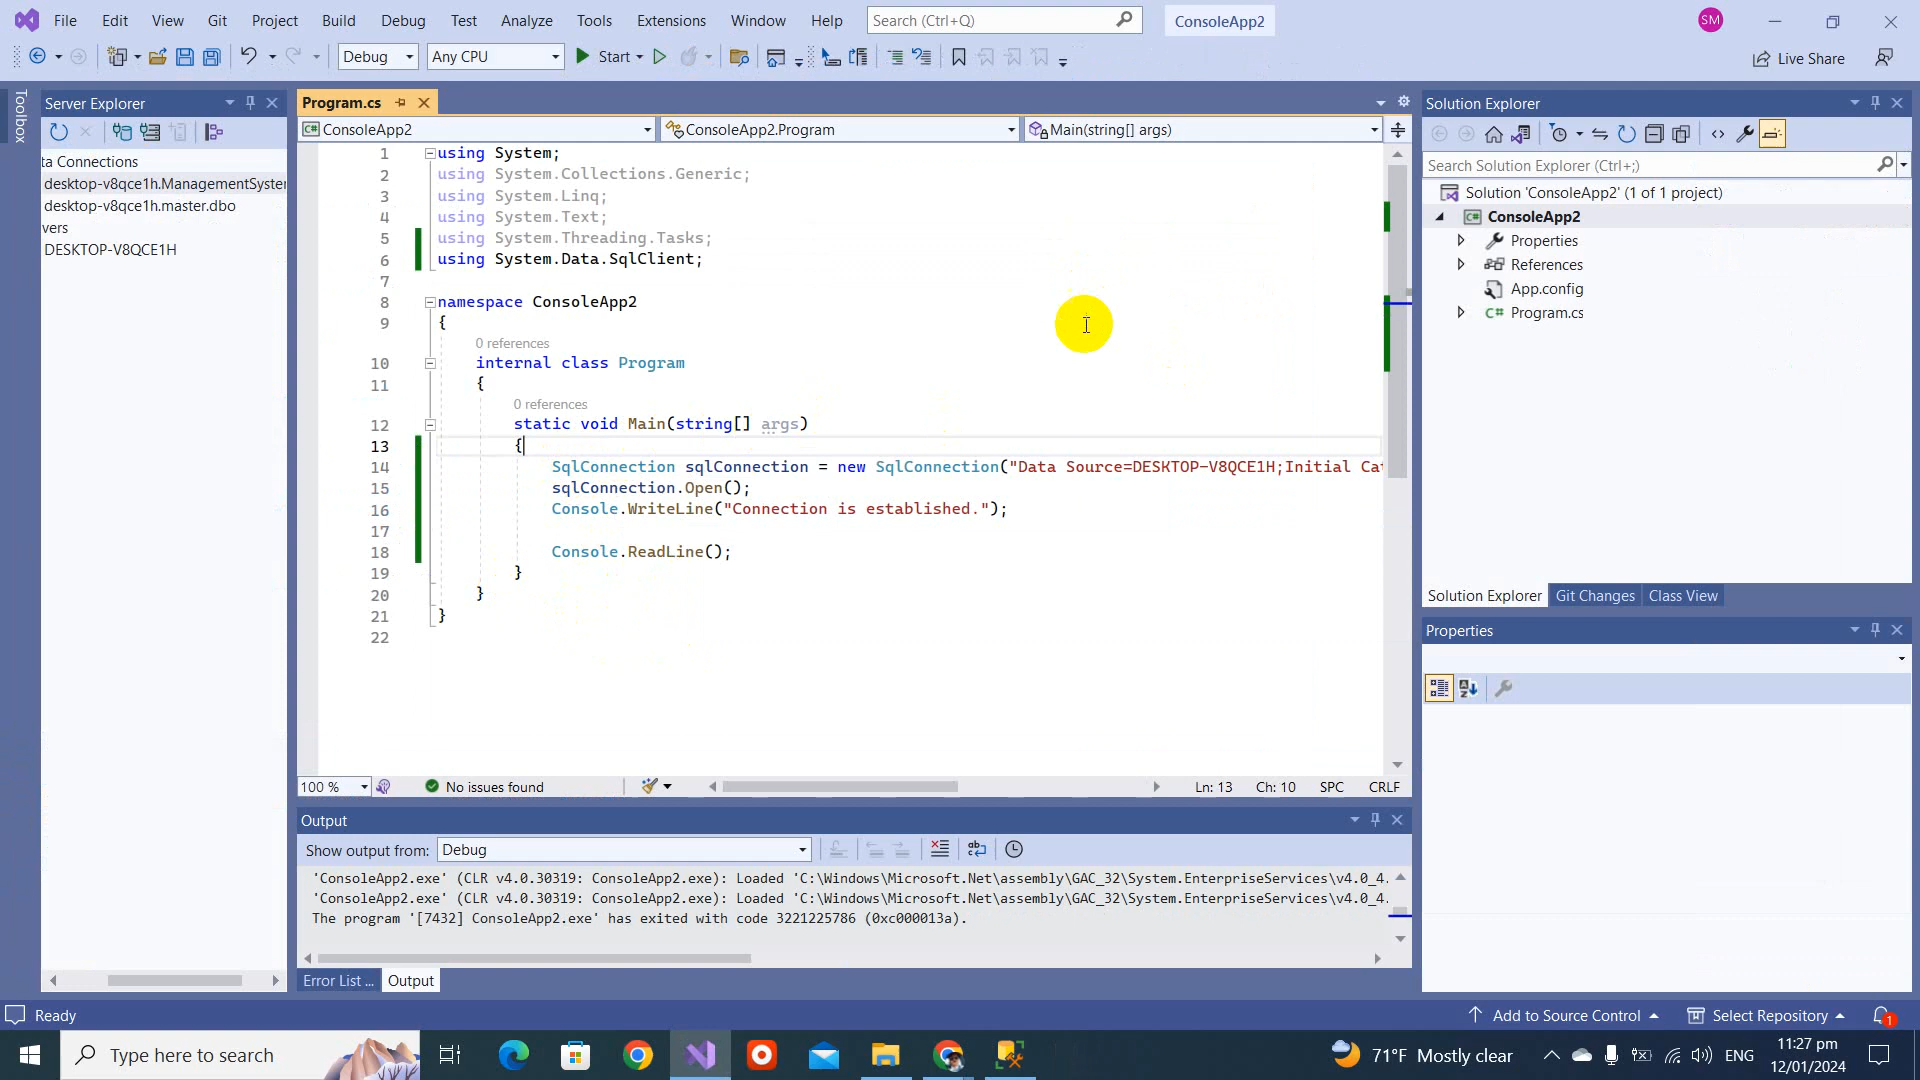 File Edit View Git Project Build Debug Test Analyze Tools Extensions Window Help Search (Ctrl+Q) ConsoleApp2 SM
Debug Any CPU Start Live Share
Toolbox
Server Explorer
ta Connections
desktop-v8qce1h.ManagementSyster
desktop-v8qce1h.master.dbo
vers
DESKTOP-V8QCE1H
Program.cs
ConsoleApp2 ConsoleApp2.Program Main(string[] args)
1 using System;
2 using System.Collections.Generic;
3 using System.Linq;
4 using System.Text;
5 using System.Threading.Tasks;
6 using System.Data.SqlClient;
7
8 namespace ConsoleApp2
9 {
0 references
10 internal class Program
11 {
0 references
12 static void Main(string[] args)
13 {
14 SqlConnection sqlConnection = new SqlConnection("Data Source=DESKTOP-V8QCE1H;Initial Cat
15 sqlConnection.Open();
16 Console.WriteLine("Connection is established.");
17
18 Console.ReadLine();
19 }
20 }
21 }
22
100 % No issues found Ln: 13 Ch: 10 SPC CRLF
Output
Show output from: Debug
'ConsoleApp2.exe' (CLR v4.0.30319: ConsoleApp2.exe): Loaded 'C:\Windows\Microsoft.Net\assembly\GAC_32\System.EnterpriseServices\v4.0_4.
'ConsoleApp2.exe' (CLR v4.0.30319: ConsoleApp2.exe): Loaded 'C:\Windows\Microsoft.Net\assembly\GAC_32\System.EnterpriseServices\v4.0_4.
The program '[7432] ConsoleApp2.exe' has exited with code 3221225786 (0xc000013a).
Error List ... Output
Solution Explorer
Search Solution Explorer (Ctrl+;)
Solution 'ConsoleApp2' (1 of 1 project)
C# ConsoleApp2
Properties
References
App.config
C# Program.cs
Solution Explorer Git Changes Class View
Properties
Ready Add to Source Control Select Repository 1
Type here to search 71°F Mostly clear ENG
11:27 pm
12/01/2024